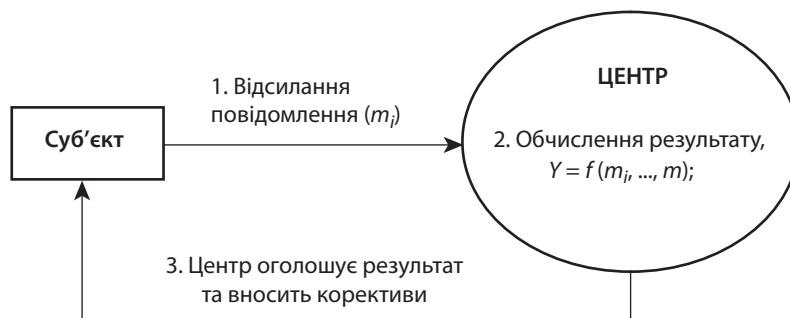 1. Відсилання
повідомлення (mᵢ)
Суб’єкт
ЦЕНТР
2. Обчислення результату,
Y = f (mᵢ, ..., m);
3. Центр оголошує результат
та вносить корективи